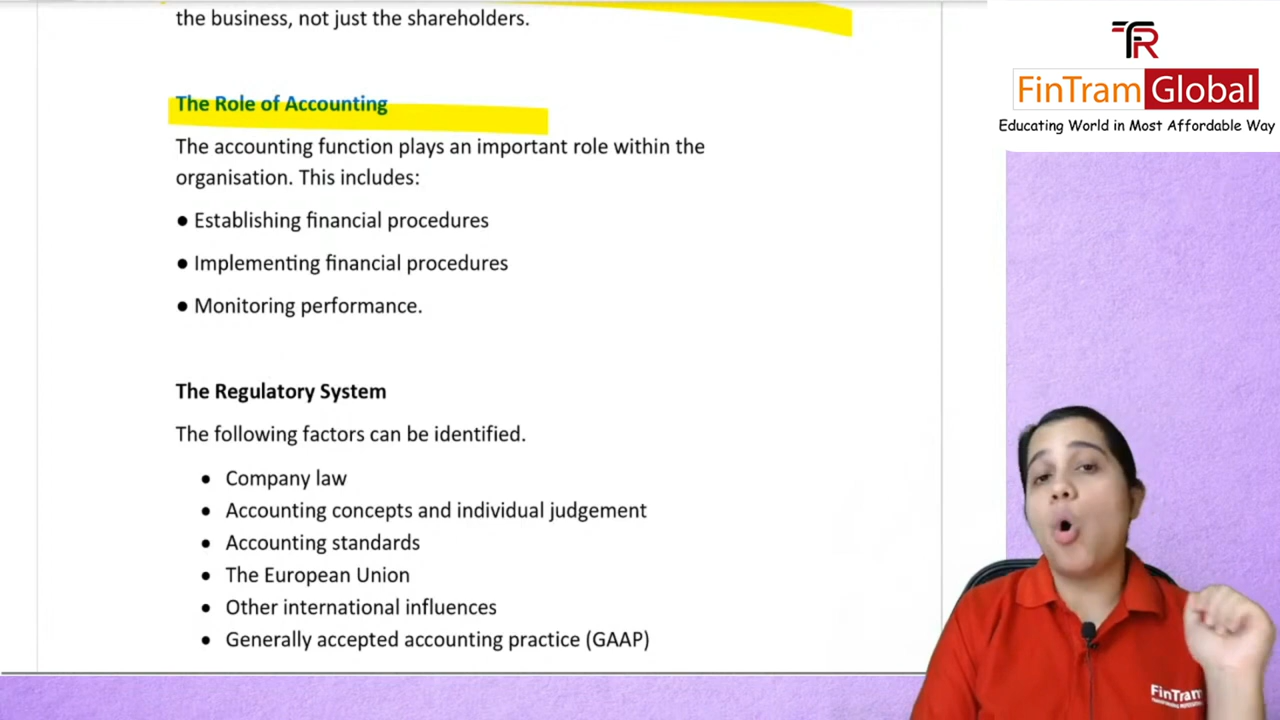 the business, not just the shareholders.
The Role of Accounting
The accounting function plays an important role within the
organisation. This includes:
● Establishing financial procedures
● Implementing financial procedures
● Monitoring performance.
The Regulatory System
The following factors can be identified.
• Company law
• Accounting concepts and individual judgement
• Accounting standards
• The European Union
• Other international influences
• Generally accepted accounting practice (GAAP)
FinTram Global
Educating World in Most Affordable Way
FinTram